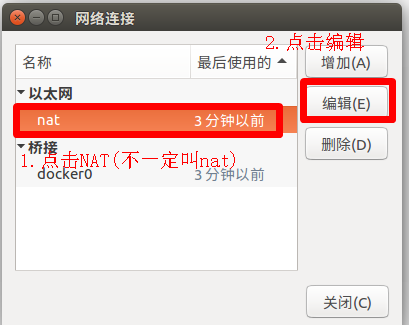 网络连接
2.点击编辑
名称 最后使用的 增加(A)
以太网
nat 3 分钟以前 编辑(E)
桥接 删除(D)
1.点击NAT(不一定叫nat)
docker0 3 分钟以前
关闭(C)